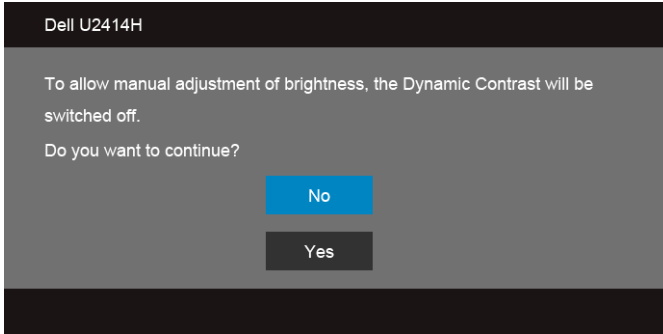 Dell U2414H
To allow manual adjustment of brightness, the Dynamic Contrast will be
switched off.
Do you want to continue?
No
Yes